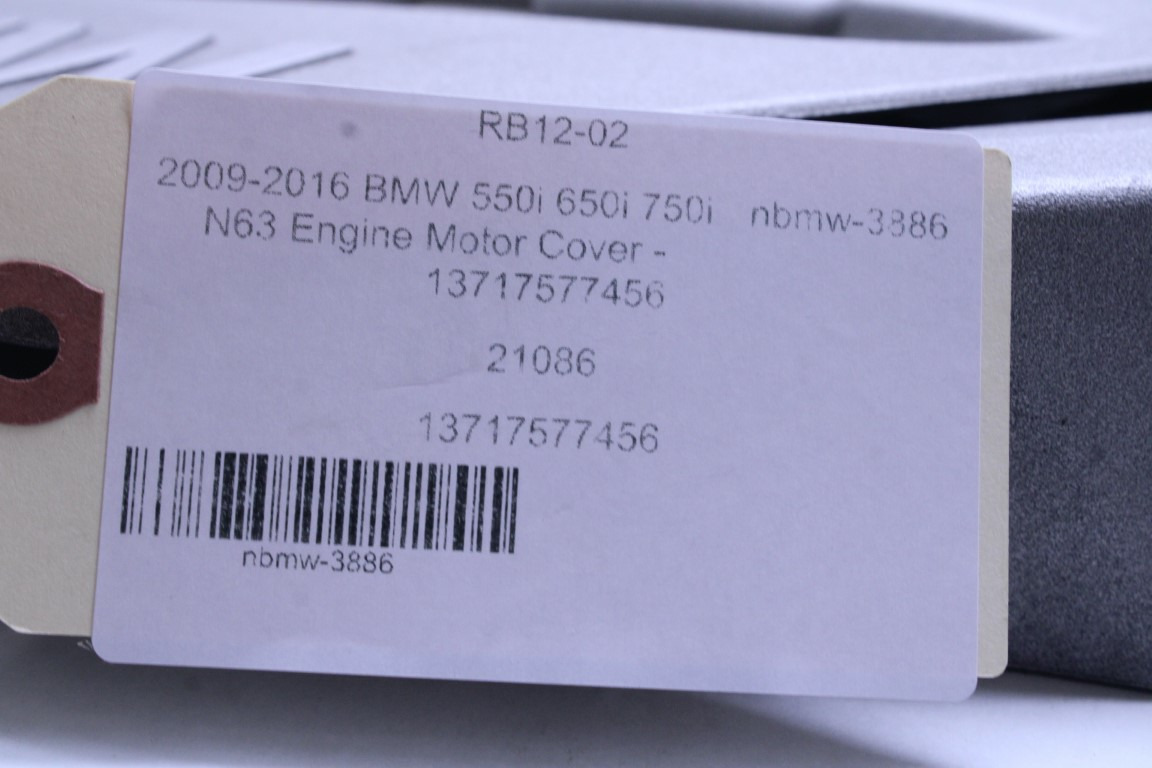 RB12-02
2009-2016 BMW 550i 650i 750i nbmw-3886
N63 Engine Motor Cover -
13717577456
21086
13717577456
nbmw-3886